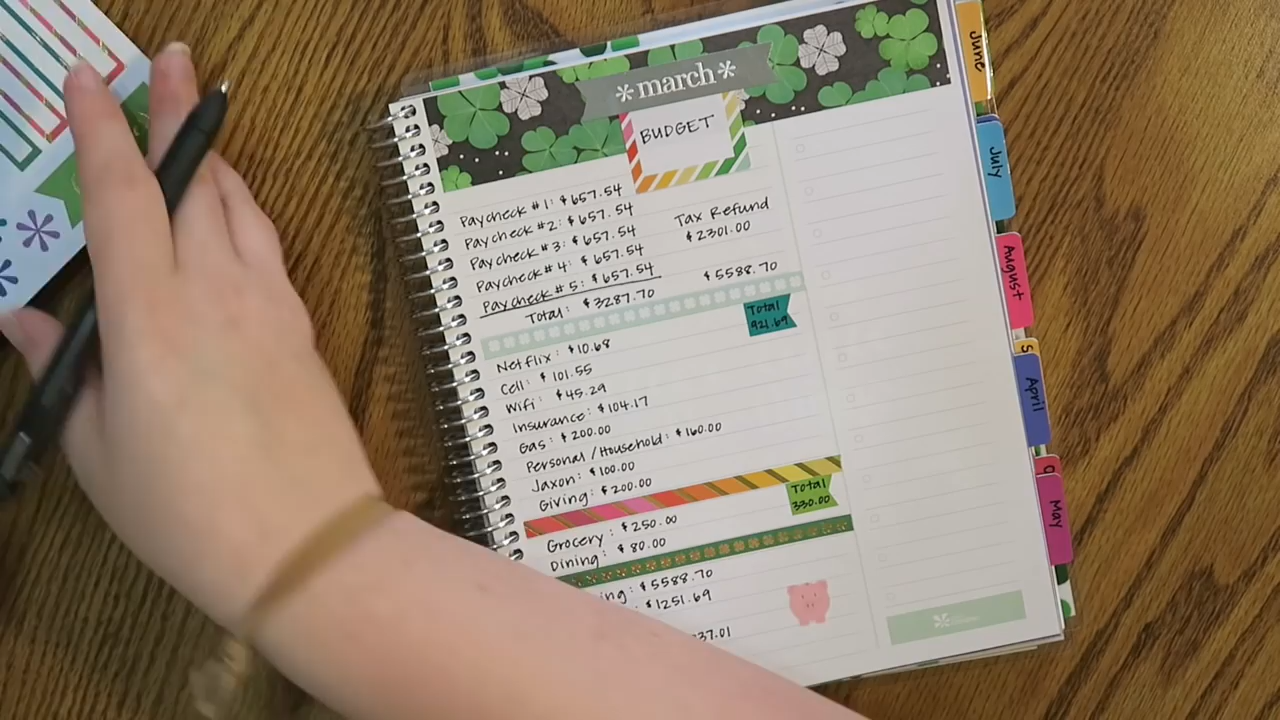 *march*
BUDGET
Paycheck #1: $657.54
Paycheck #2: $657.54
Paycheck #3: $657.54
Paycheck #4: $657.54
Paycheck #5: $657.54
Total: $3287.70
Tax Refund
$2301.00
$5588.70
Total
921.69
Netflix: $10.68
Cell: $101.55
Wifi: $45.29
Insurance: $104.17
Gas: $200.00
Personal/Household: $160.00
Jaxon: $100.00
Giving: $200.00
Total
330.00
Grocery: $250.00
Dining: $80.00
ing: $5588.70
: $1251.69
37.01
June
July
August
S
April
O
May